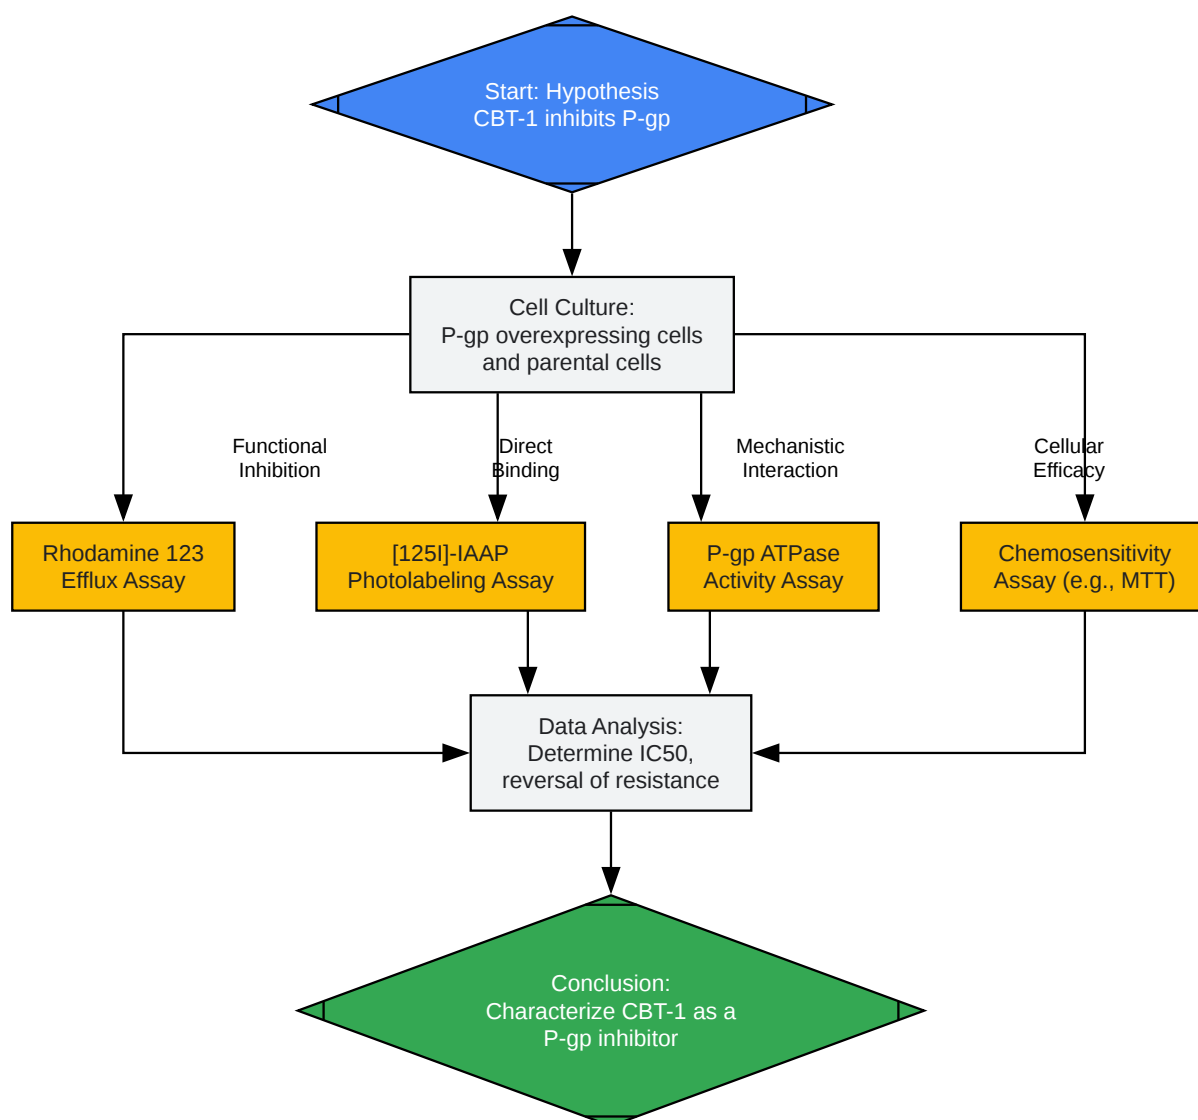 Start: Hypothesis
CBT-1 inhibits P-gp
Cell Culture:
P-gp overexpressing cells
and parental cells
Functional
Inhibition
Direct
Binding
Mechanistic
Interaction
Cellular
Efficacy
Rhodamine 123
Efflux Assay
[125I]-IAAP
Photolabeling Assay
P-gp ATPase
Activity Assay
Chemosensitivity
Assay (e.g., MTT)
Data Analysis:
Determine IC50,
reversal of resistance
Conclusion:
Characterize CBT-1 as a
P-gp inhibitor